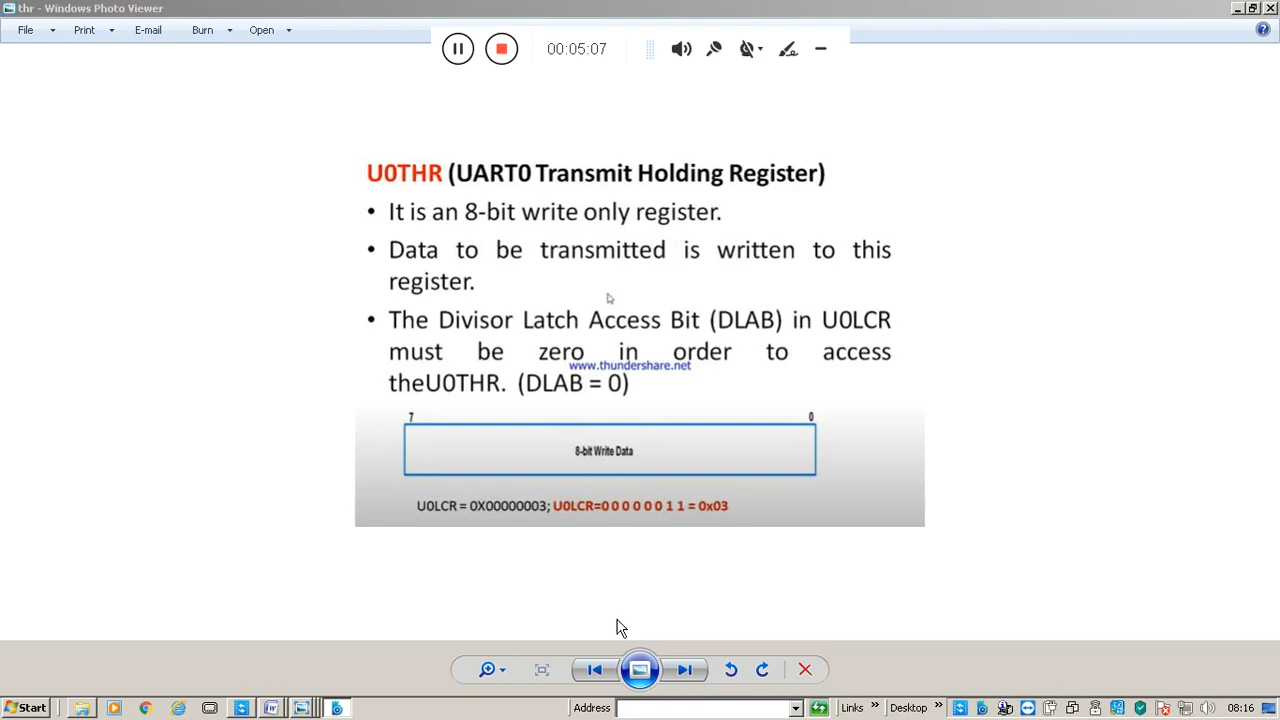 thr - Windows Photo Viewer
File Print E-mail Burn Open
00:05:07
U0THR (UART0 Transmit Holding Register)
• It is an 8-bit write only register.
• Data to be transmitted is written to this
register.
• The Divisor Latch Access Bit (DLAB) in U0LCR
must be zero in order to access
www.thundershare.net
theU0THR. (DLAB = 0)
7 0
8-bit Write Data
U0LCR = 0X00000003; U0LCR=0 0 0 0 0 0 1 1 = 0x03
Start Address Links » Desktop » 08:16